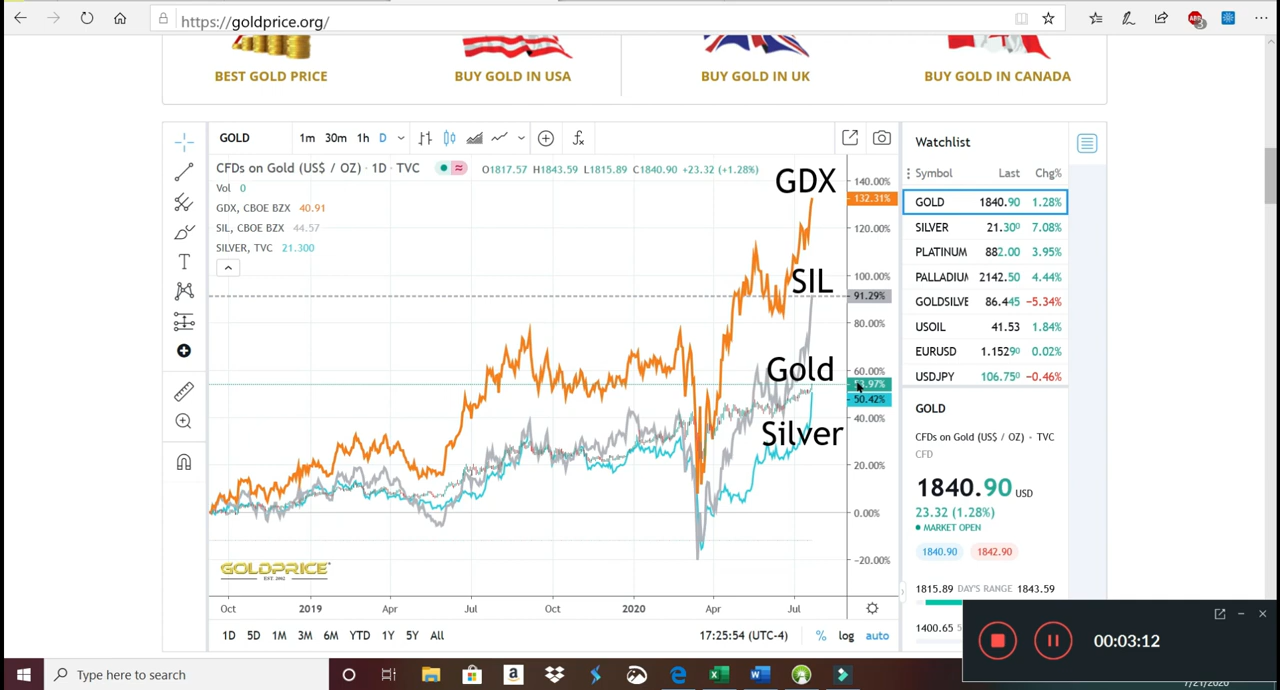 https://goldprice.org/
BEST GOLD PRICE
BUY GOLD IN USA
BUY GOLD IN UK
BUY GOLD IN CANADA
GOLD
1m 30m 1h D
CFDs on Gold (US$ / OZ) · 1D · TVC
O1817.57 H1843.59 L1815.89 C1840.90 +23.32 (+1.28%)
Vol 0
GDX, CBOE BZX 40.91
SIL, CBOE BZX 44.57
SILVER, TVC 21.300
GDX
SIL
Gold
Silver
140.00%
132.31%
120.00%
100.00%
91.29%
80.00%
60.00%
50.42%
40.00%
20.00%
0.00%
-20.00%
GOLDPRICE
Oct 2019 Apr Jul Oct 2020 Apr Jul
1D 5D 1M 3M 6M YTD 1Y 5Y All
17:25:54 (UTC-4) % log auto
Watchlist
Symbol Last Chg%
GOLD 1840.90 1.28%
SILVER 21.300 7.08%
PLATINUM 882.00 3.95%
PALLADIUM 2142.50 4.44%
GOLDSILVE 86.445 −5.34%
USOIL 41.53 1.84%
EURUSD 1.15290 0.02%
USDJPY 106.750 −0.46%
GOLD
CFDs on Gold (US$ / OZ) · TVC
CFD
1840.90 USD
23.32 (1.28%)
MARKET OPEN
1840.90 1842.90
1815.89 DAY'S RANGE 1843.59
1400.65
00:03:12
Type here to search